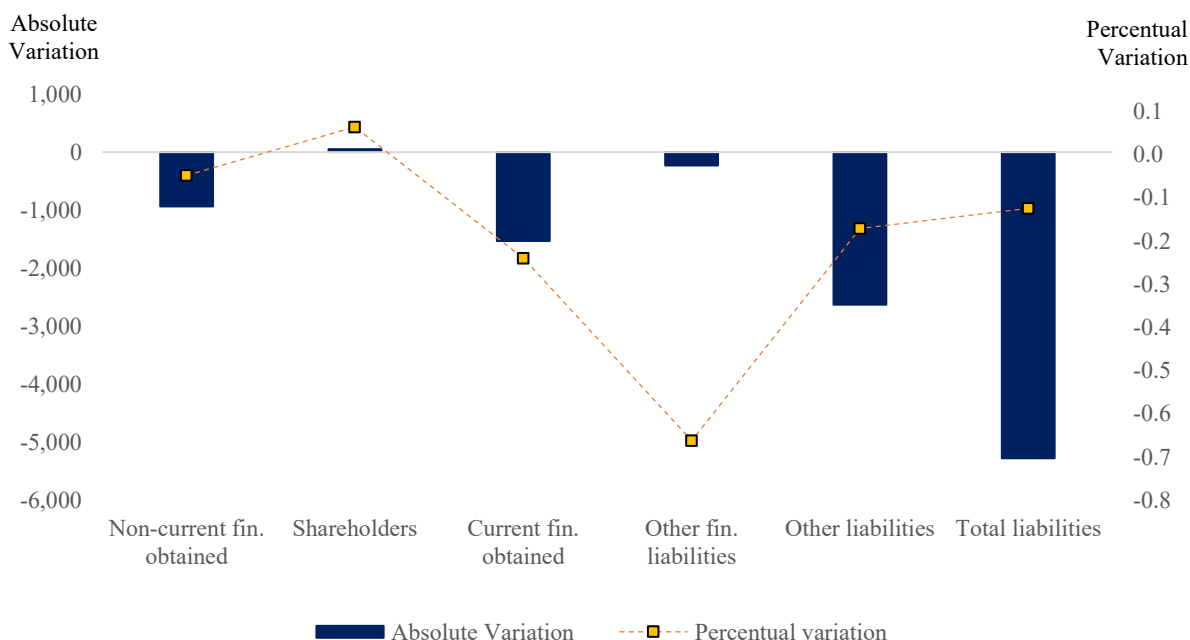 Absolute
Variation
Percentual
Variation
1,000
0
-1,000
-2,000
-3,000
-4,000
-5,000
-6,000
0.1
0.0
-0.1
-0.2
-0.3
-0.4
-0.5
-0.6
-0.7
-0.8
Non-current fin.
obtained
Shareholders
Current fin.
obtained
Other fin.
liabilities
Other liabilities
Total liabilities
Absolute Variation
Percentual variation